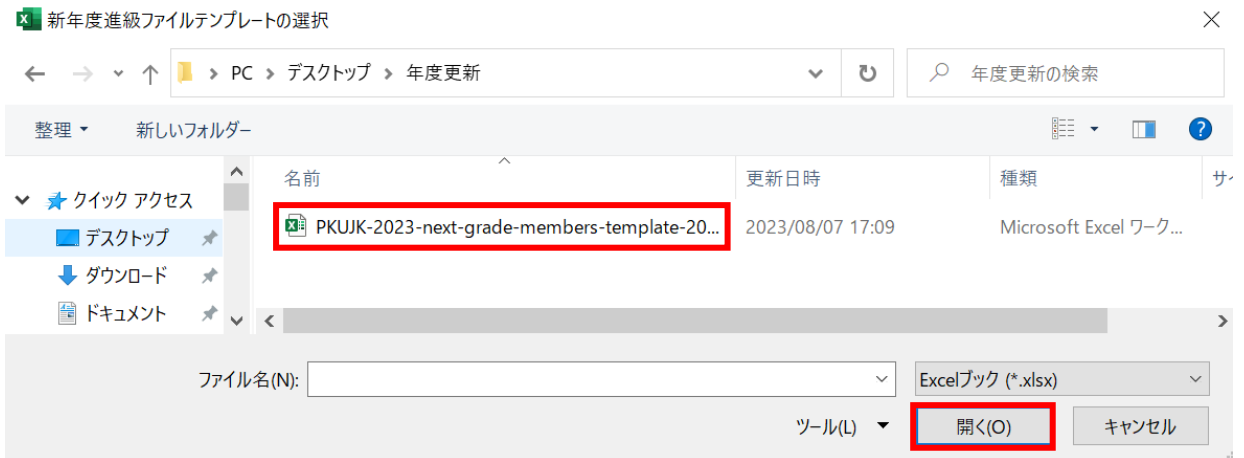 新年度進級ファイルテンプレートの選択
PC > デスクトップ > 年度更新
年度更新の検索
整理
新しいフォルダー
名前 更新日時 種類 サイ
クイック アクセス
PKUJK-2023-next-grade-members-template-20... 2023/08/07 17:09 Microsoft Excel ワーク...
デスクトップ
ダウンロード
ドキュメント
ファイル名(N):
Excelブック (*.xlsx)
ツール(L) 開く(O) キャンセル